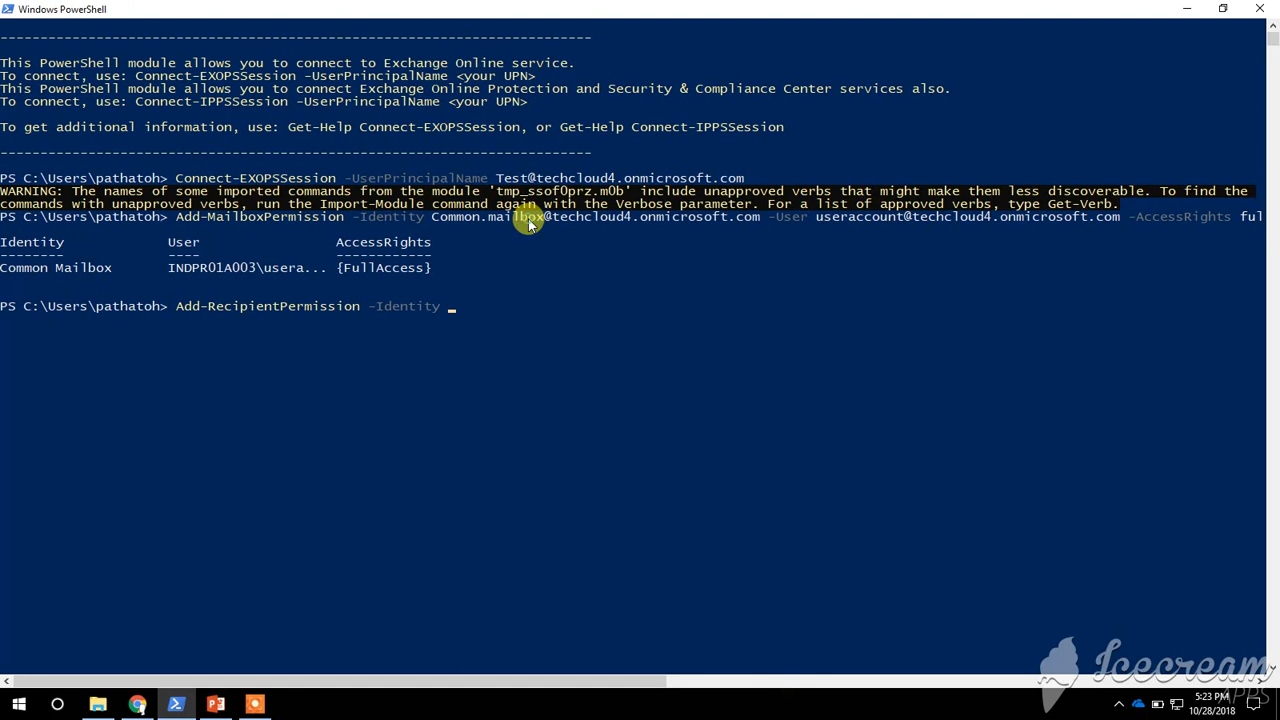 Windows PowerShell
-------------------------------------------------------------------------
This PowerShell module allows you to connect to Exchange Online service.
To connect, use: Connect-EXOPSSession -UserPrincipalName <your UPN>
This PowerShell module allows you to connect Exchange Online Protection and Security & Compliance Center services also.
To connect, use: Connect-IPPSSession -UserPrincipalName <your UPN>
To get additional information, use: Get-Help Connect-EXOPSSession, or Get-Help Connect-IPPSSession
-------------------------------------------------------------------------
PS C:\Users\pathatoh> Connect-EXOPSSession -UserPrincipalName Test@techcloud4.onmicrosoft.com
WARNING: The names of some imported commands from the module 'tmp_ssof0prz.m0b' include unapproved verbs that might make them less discoverable. To find the
commands with unapproved verbs, run the Import-Module command again with the Verbose parameter. For a list of approved verbs, type Get-Verb.
PS C:\Users\pathatoh> Add-MailboxPermission -Identity Common.mailbox@techcloud4.onmicrosoft.com -User useraccount@techcloud4.onmicrosoft.com -AccessRights ful
Identity User AccessRights
-------- ---- ------------
Common Mailbox INDPR01A003\usera... {FullAccess}
PS C:\Users\pathatoh> Add-RecipientPermission -Identity _
Icecream
APPS
5:23 PM
10/28/2018